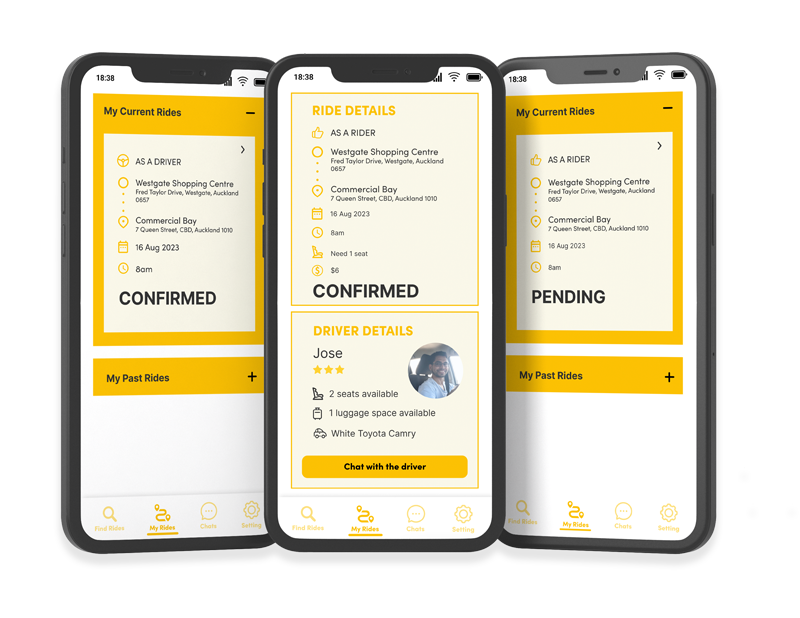 18:38
My Current Rides
AS A DRIVER
Westgate Shopping Centre
Fred Taylor Drive, Westgate, Auckland
0657
Commercial Bay
7 Queen Street, CBD, Auckland 1010
16 Aug 2023
8am
CONFIRMED
My Past Rides
Find Rides
My Rides
Chats
Setting
18:38
RIDE DETAILS
AS A RIDER
Westgate Shopping Centre
Fred Taylor Drive, Westgate, Auckland
0657
Commercial Bay
7 Queen Street, CBD, Auckland 1010
16 Aug 2023
8am
Need 1 seat
$6
CONFIRMED
DRIVER DETAILS
Jose
2 seats available
1 luggage space available
White Toyota Camry
Chat with the driver
Find Rides
My Rides
Chats
Setting
18:38
My Current Rides
AS A RIDER
Westgate Shopping Centre
Fred Taylor Drive, Westgate, Auckland
0657
Commercial Bay
7 Queen Street, CBD, Auckland 1010
16 Aug 2023
8am
PENDING
My Past Rides
Find Rides
My Rides
Chats
Setting